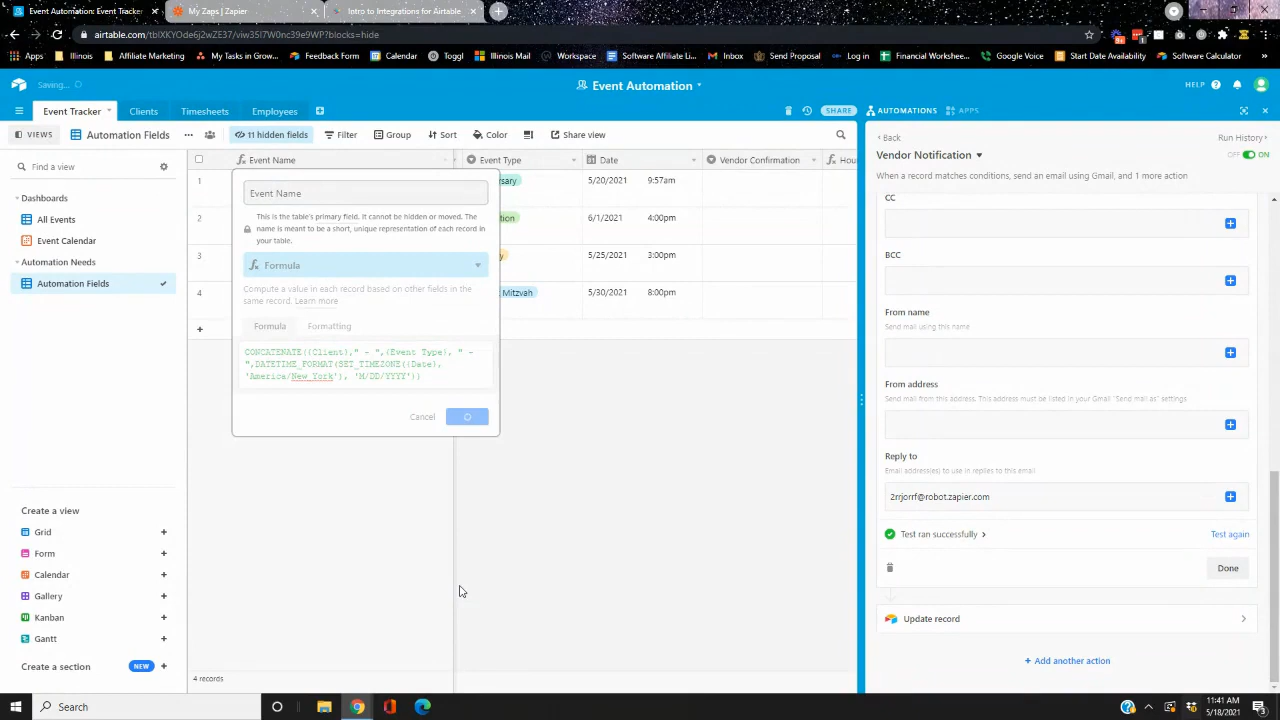 Event Automation: Event Tracker
My Zaps | Zapier
Intro to Integrations for Airtable
airtable.com/tblXKYOde6j2wZE37/viw35I7W0nc39e9WP?blocks=hide
Apps
Illinois
Affiliate Marketing
My Tasks in Grow...
Feedback Form
Calendar
Toggl
Illinois Mail
Workspace
Software Affiliate Li...
Inbox
Send Proposal
Log in
Financial Workshee...
Google Voice
Start Date Availability
Software Calculator
Saving...
Event Automation
HELP
Event Tracker
Clients
Timesheets
Employees
SHARE
AUTOMATIONS
APPS
VIEWS
Automation Fields
11 hidden fields
Filter
Group
Sort
Color
Share view
Back
Run History
Vendor Notification
OFF
ON
When a record matches conditions, send an email using Gmail, and 1 more action
Find a view
Dashboards
All Events
Event Calendar
Automation Needs
Automation Fields
Event Name
Event Type
Date
Vendor Confirmation
Hou
1
sary
5/20/2021 9:57am
2
tion
6/1/2021 4:00pm
3
y
5/25/2021 3:00pm
4
Mitzvah
5/30/2021 8:00pm
Event Name
This is the table's primary field. It cannot be hidden or moved. The
name is meant to be a short, unique representation of each record in
your table.
Formula
Compute a value in each record based on other fields in the
same record. Learn more
Formula
Formatting
CONCATENATE({Client}," - ",{Event Type}, " -
",DATETIME_FORMAT(SET_TIMEZONE({Date},
'America/New_York'), 'M/DD/YYYY'))
Cancel
CC
BCC
From name
Send mail using this name
From address
Send mail from this address. This address must be listed in your Gmail "Send mail as" settings
Reply to
Email address(es) to use in replies to this email
2rrjorrf@robot.zapier.com
Test ran successfully
Test again
Done
Update record
Add another action
Create a view
Grid
Form
Calendar
Gallery
Kanban
Gantt
Create a section
NEW
4 records
Search
11:41 AM
5/18/2021